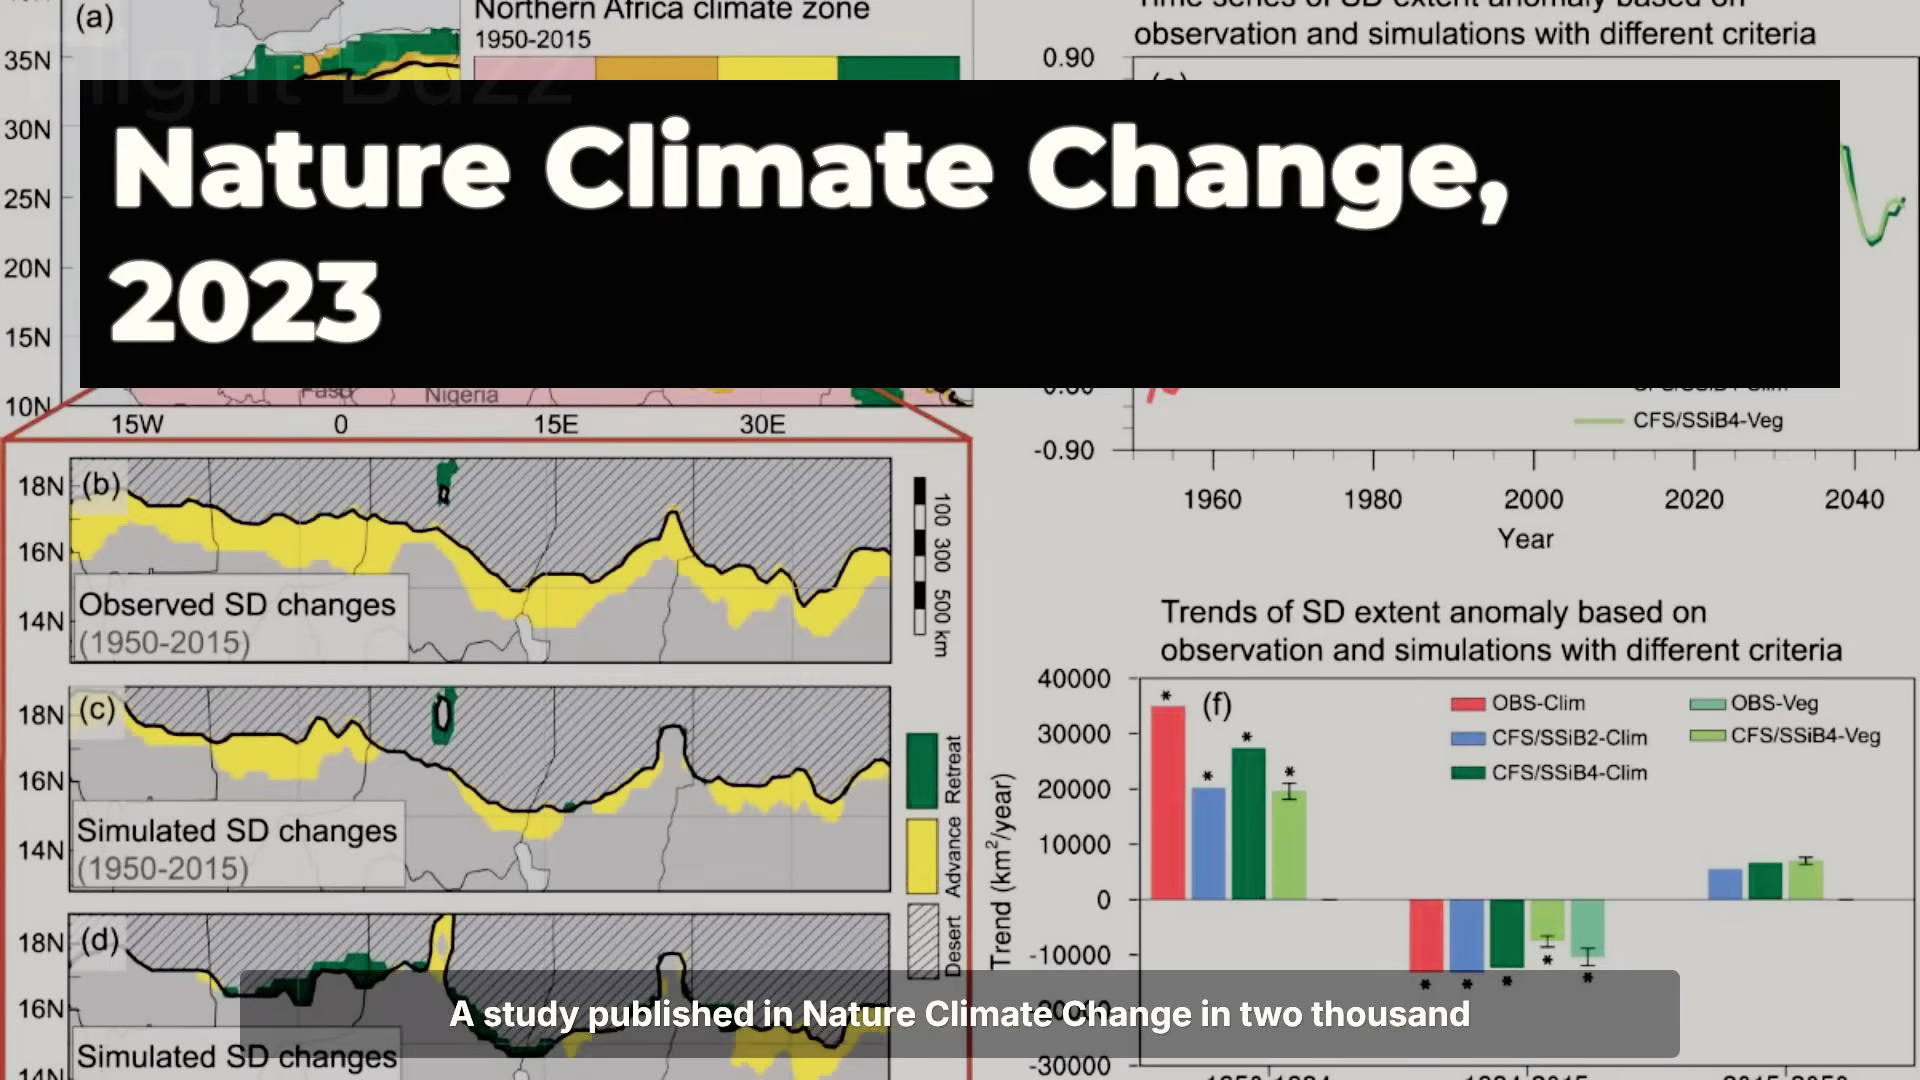 (a)
Northern Africa climate zone
1950-2015
35N
30N
25N
20N
15N
10N
15W 0 15E 30E
Nigeria
observation and simulations with different criteria
0.90
Flight Buzz
Nature Climate Change,
2023
CFS/SSiB4-Veg
-0.90
1960 1980 2000 2020 2040
Year
(b)
18N
16N
14N
Observed SD changes
(1950-2015)
100 300 500 km
(c)
18N
16N
14N
Simulated SD changes
(1950-2015)
Retreat
Advance
Desert
(d)
18N
16N
14N
Simulated SD changes
Trends of SD extent anomaly based on
observation and simulations with different criteria
(f)
OBS-Clim
CFS/SSiB2-Clim
CFS/SSiB4-Clim
OBS-Veg
CFS/SSiB4-Veg
Trend (km²/year)
40000
30000
20000
10000
0
-10000
-20000
-30000
A study published in Nature Climate Change in two thousand